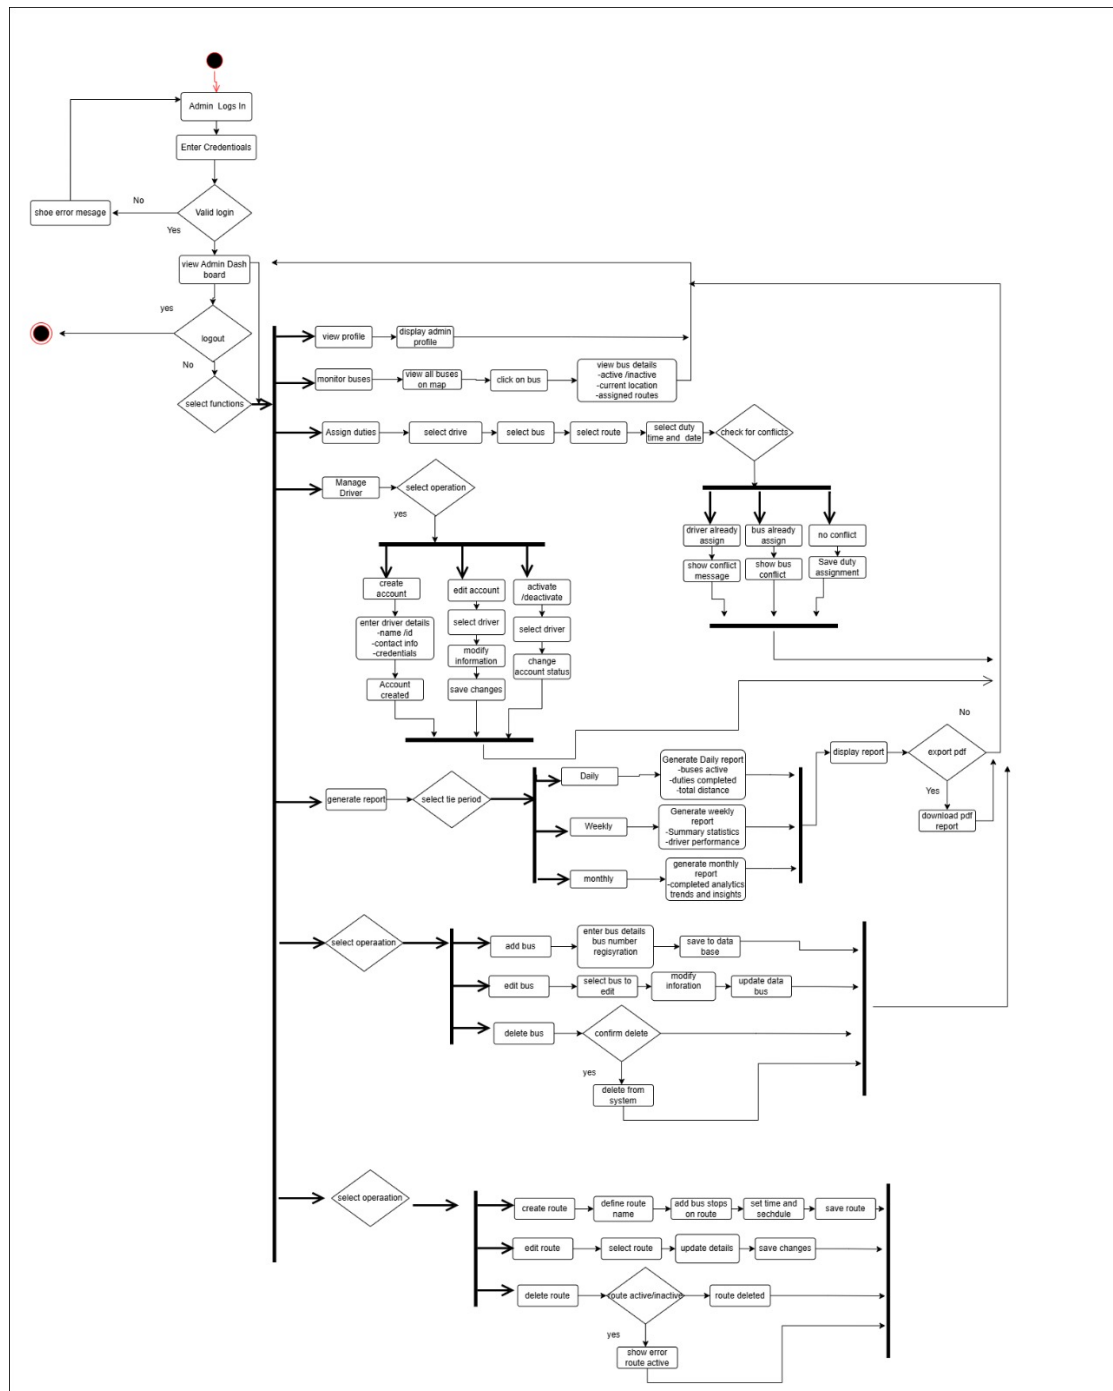 Admin  Logs In
Enter Credentioals
No
shoe error mesage
Valid login
Yes
view Admin Dash
board
yes
logout
No
select functions
view profile
display admin
profile
monitor buses
view all buses
on map
click on bus
view bus details
-active /inactive
-current location
-assigned routes
Assign duties
select drive
select bus
select route
select duty
time and  date
check for conflicts
driver already
assign
bus already
assign
no conflict
show conflict
message
show bus
conflict
Save duty
assignment
Manage
Driver
select operation
yes
create
account
edit account
activate
/deactivate
enter driver details
-name /id
-contact info
-credentials
select driver
select driver
modify
information
change
account status
Account
created
save changes
generate report
select tie period
Daily
Generate Daily report
-buses active
-duties completed
-total distance
Weekly
Generate weekly
report
-Summary statistics
-driver performance
monthly
generate monthly
report
-completed analytics
trends and insights
display report
export pdf
No
Yes
download pdf
report
select operaation
add bus
enter bus details
bus number
regisyration
save to data
base
edit bus
select bus to
edit
modify
inforation
update data
bus
delete bus
confirm delete
yes
delete from
system
select operaation
create route
define route
name
add bus stops
on route
set time and
sechdule
save route
edit route
select route
update details
save changes
delete route
route active/inactive
route deleted
yes
show error
route active